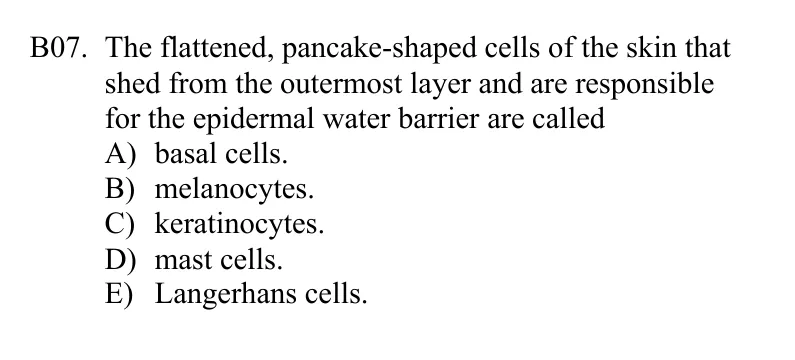 B07. The flattened, pancake-shaped cells of the skin that
shed from the outermost layer and are responsible
for the epidermal water barrier are called
A) basal cells.
B) melanocytes.
C) keratinocytes.
D) mast cells.
E) Langerhans cells.